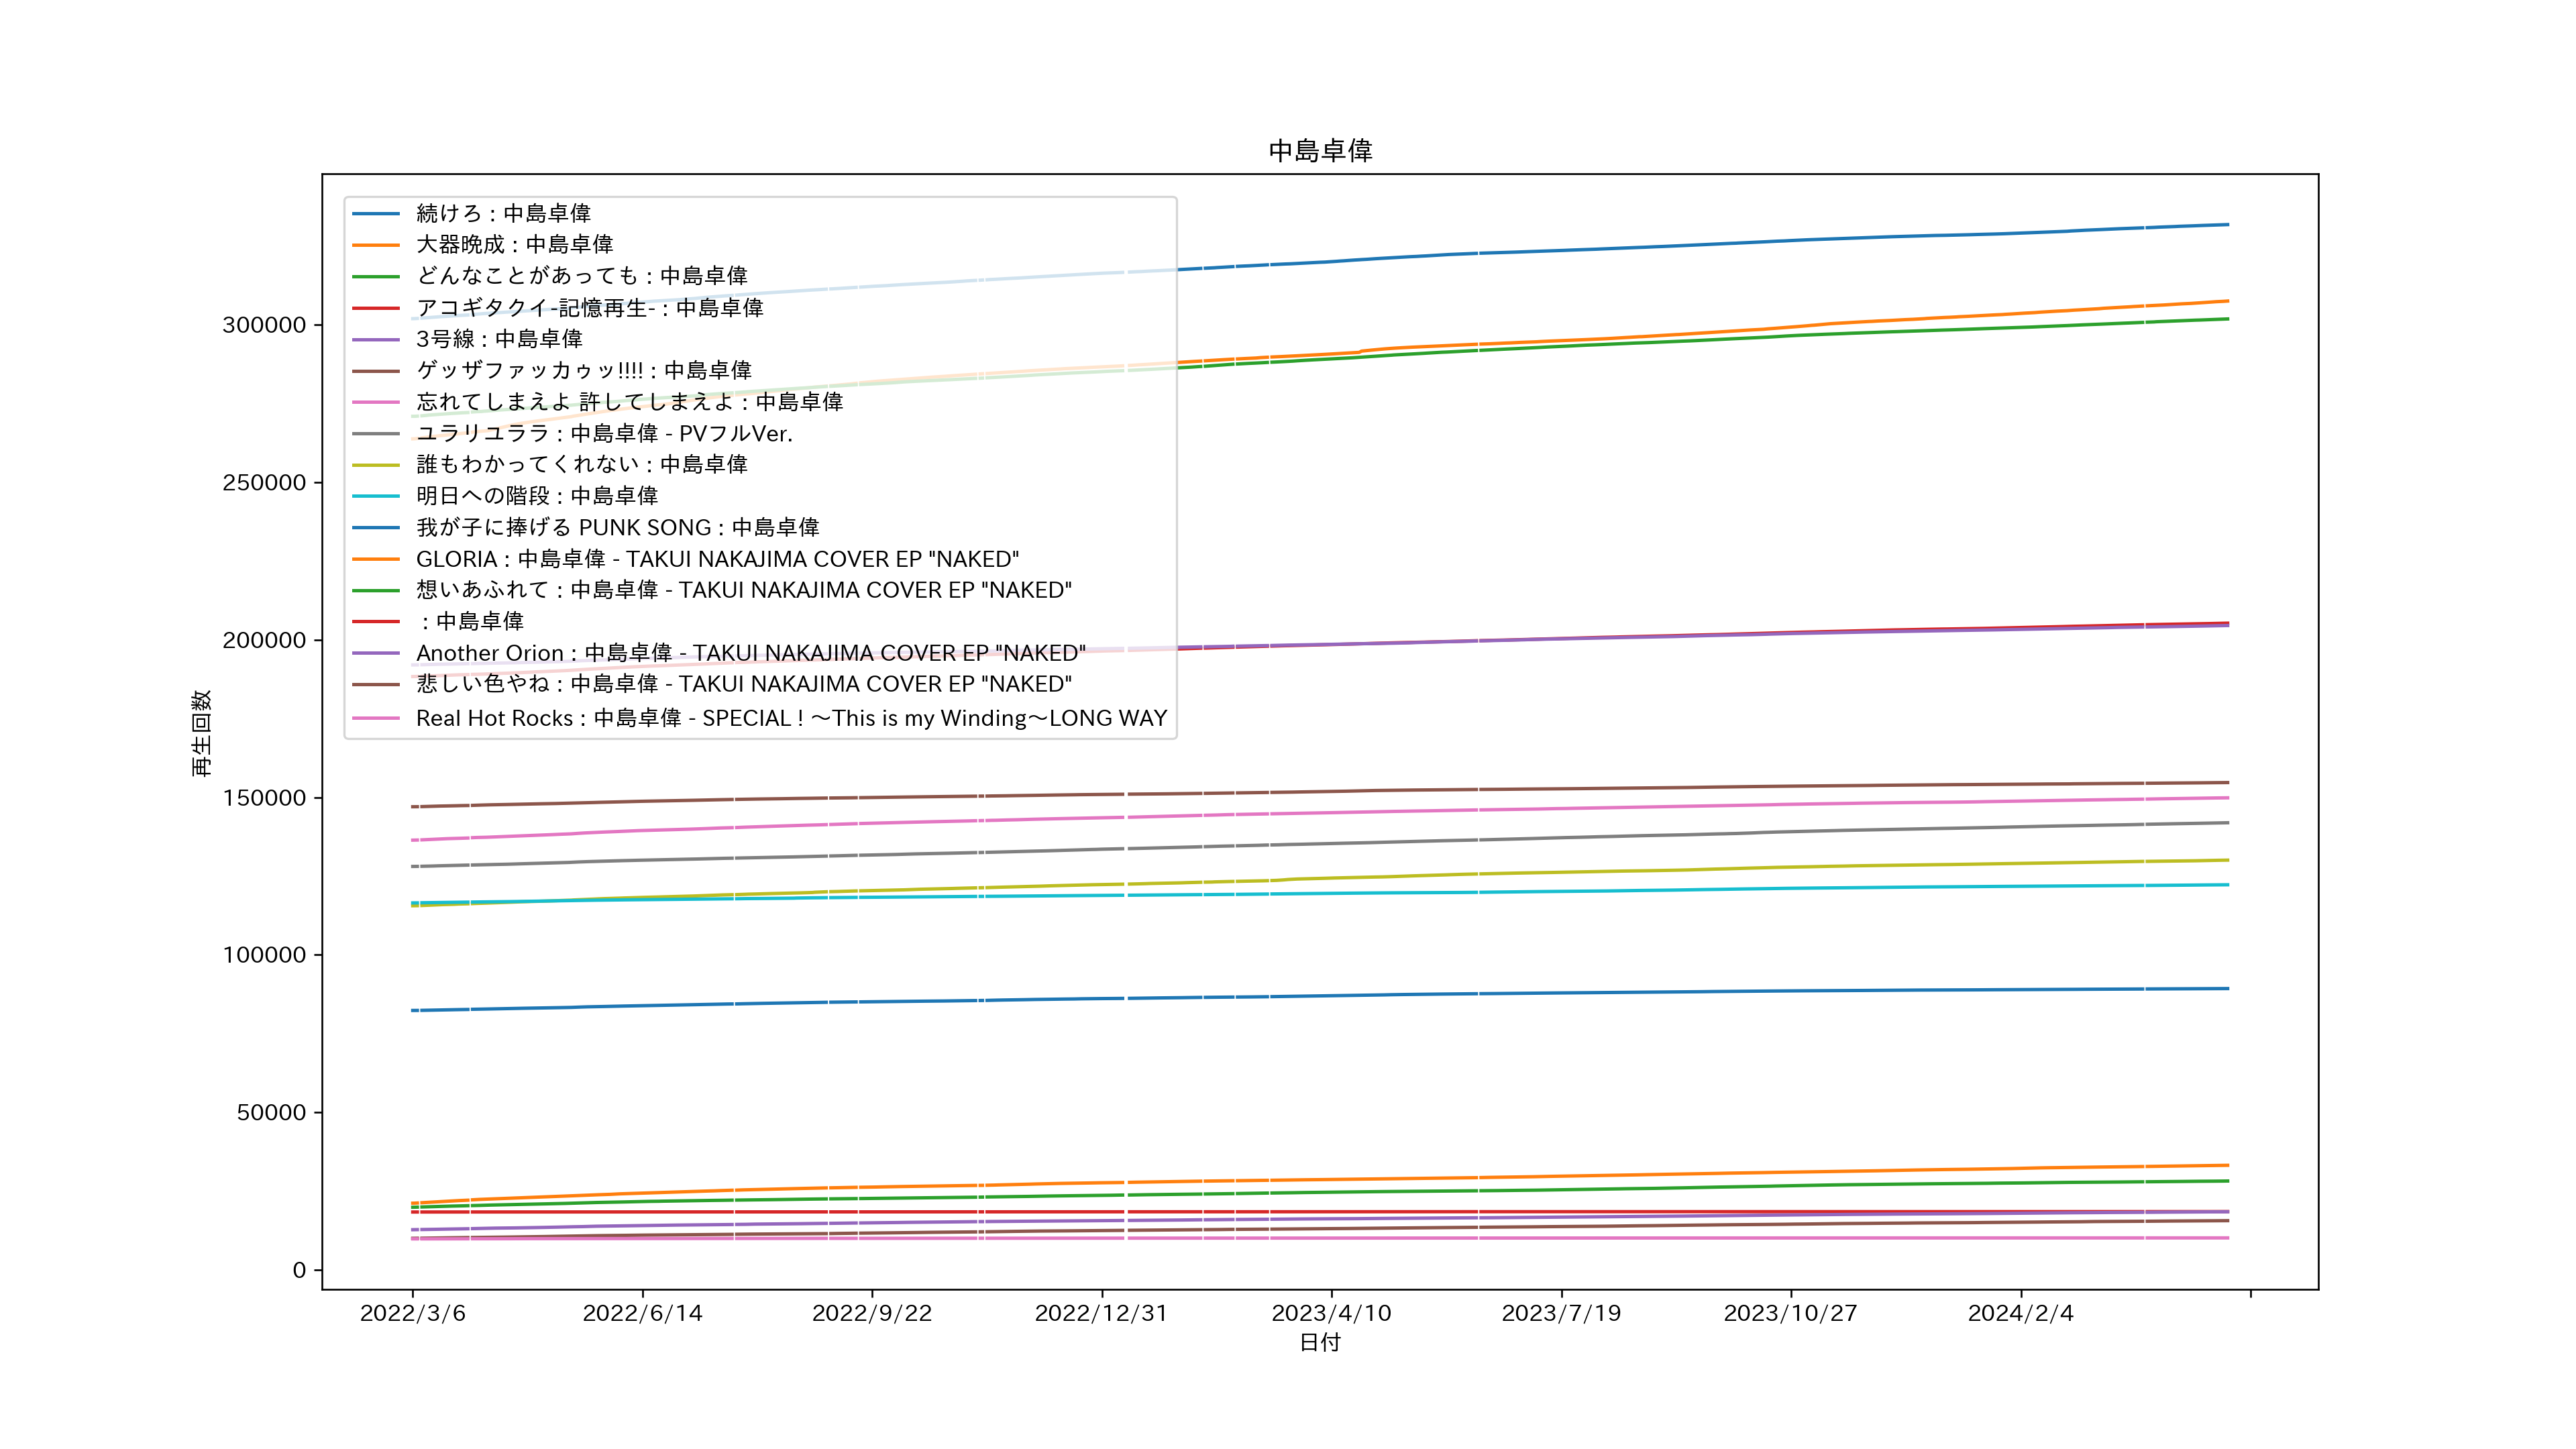 中島卓偉
続けろ : 中島卓偉
大器晩成 : 中島卓偉
どんなことがあっても : 中島卓偉
アコギタクイ-記憶再生- : 中島卓偉
3号線 : 中島卓偉
ゲッザファッカゥッ!!!! : 中島卓偉
忘れてしまえよ 許してしまえよ : 中島卓偉
ユラリユララ : 中島卓偉 - PVフルVer.
誰もわかってくれない : 中島卓偉
明日への階段 : 中島卓偉
我が子に捧げる PUNK SONG : 中島卓偉
GLORIA : 中島卓偉 - TAKUI NAKAJIMA COVER EP "NAKED"
想いあふれて : 中島卓偉 - TAKUI NAKAJIMA COVER EP "NAKED"
: 中島卓偉
Another Orion : 中島卓偉 - TAKUI NAKAJIMA COVER EP "NAKED"
悲しい色やね : 中島卓偉 - TAKUI NAKAJIMA COVER EP "NAKED"
Real Hot Rocks : 中島卓偉 - SPECIAL ! 〜This is my Winding〜LONG WAY
300000
250000
200000
150000
100000
50000
0
再生回数
2022/3/6 2022/6/14 2022/9/22 2022/12/31 2023/4/10 2023/7/19 2023/10/27 2024/2/4
日付